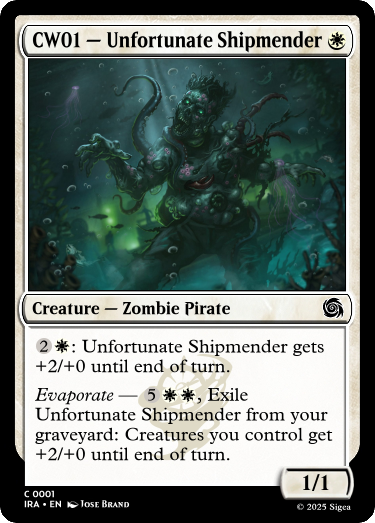 CW01 — Unfortunate Shipmender
Creature — Zombie Pirate
2 : Unfortunate Shipmender gets
+2/+0 until end of turn.
Evaporate — 5 , Exile
Unfortunate Shipmender from your
graveyard: Creatures you control get
+2/+0 until end of turn.
1/1
C 0001
IRA • EN Jose Brand
© 2025 Sigea